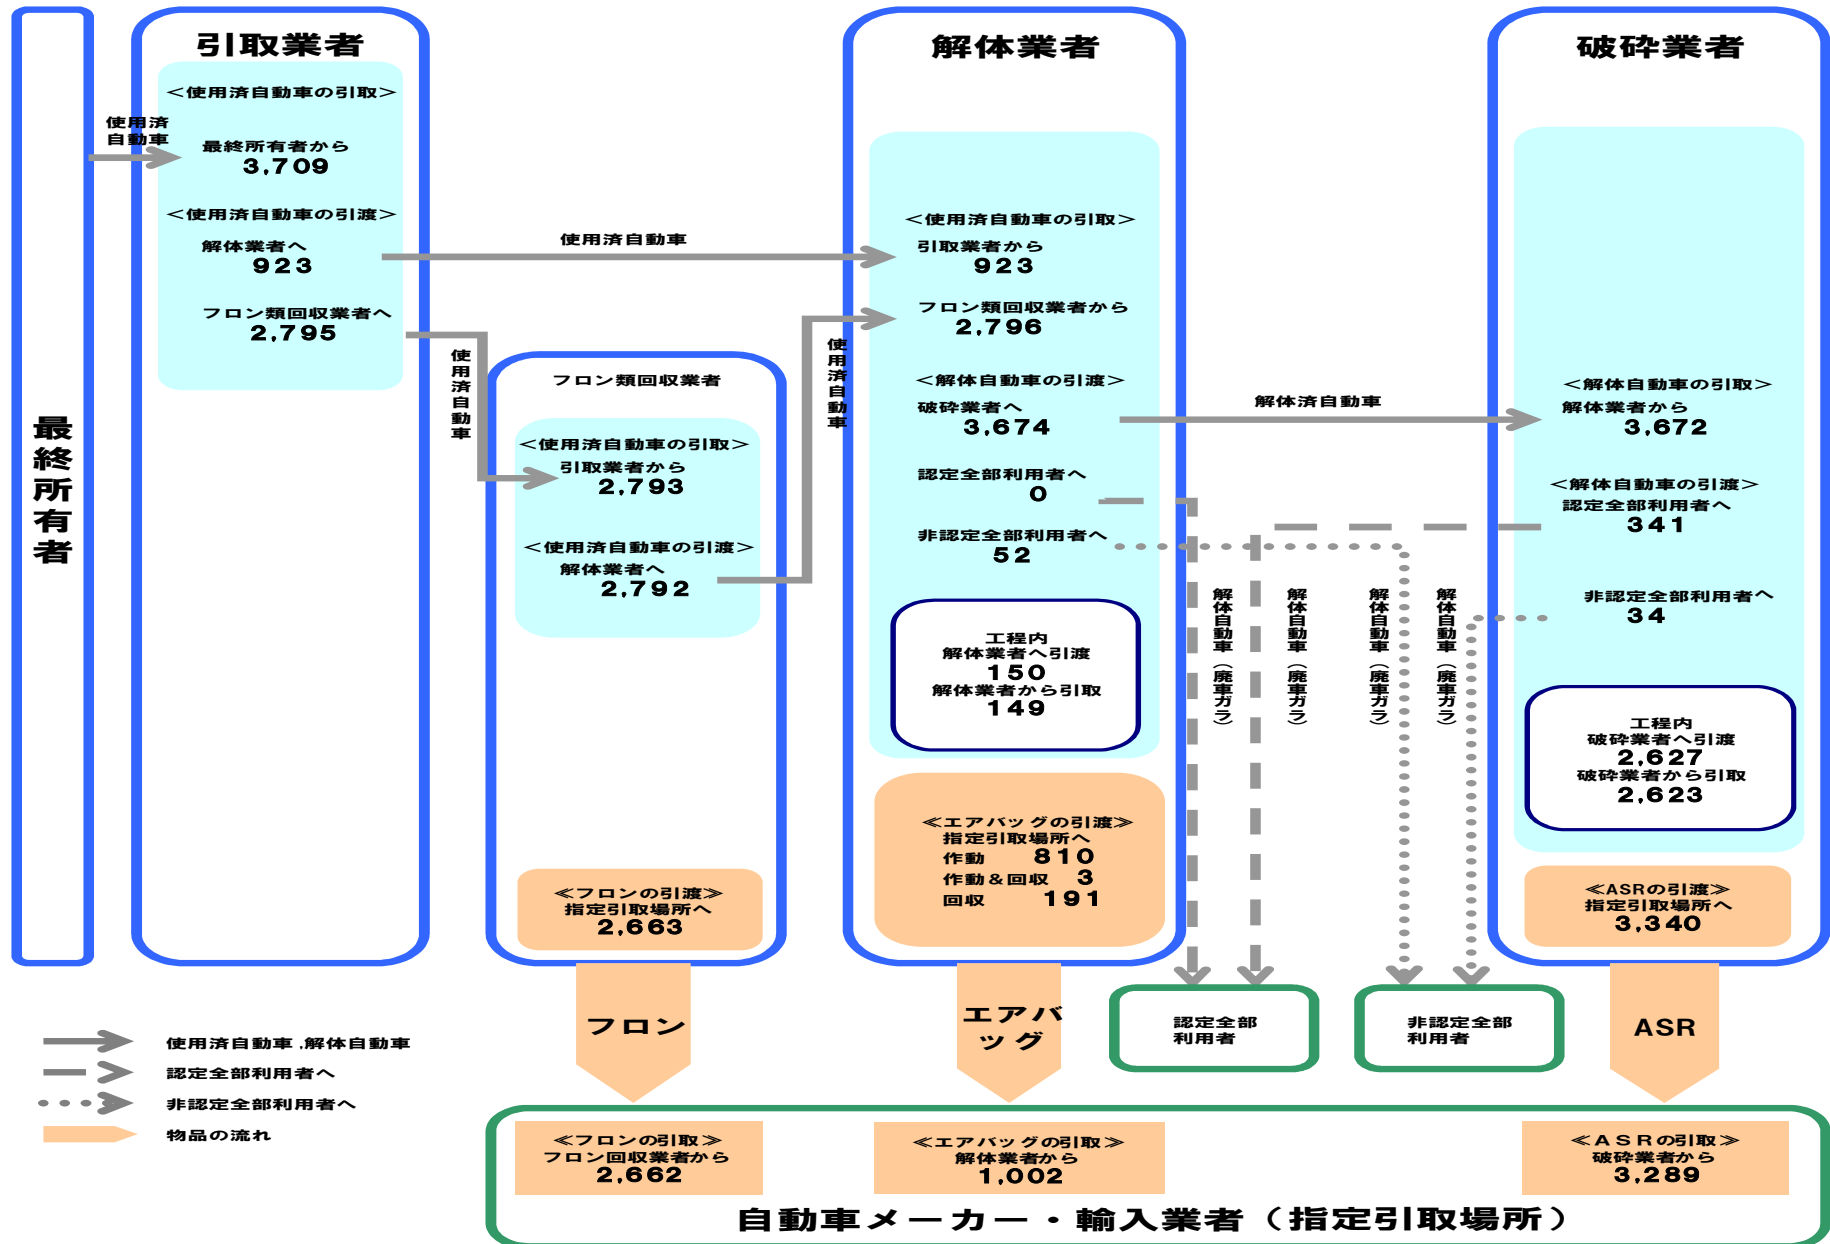 最終所有者
使用済
自動車
引取業者
＜使用済自動車の引取＞
最終所有者から
3,709
＜使用済自動車の引渡＞
解体業者へ
923
フロン類回収業者へ
2,795
使用済自動車
使用済自動車
フロン類回収業者
＜使用済自動車の引取＞
引取業者から
2,793
＜使用済自動車の引渡＞
解体業者へ
2,792
≪フロンの引渡≫
指定引取場所へ
2,663
使用済自動車
解体業者
＜使用済自動車の引取＞
引取業者から
923
フロン類回収業者から
2,796
＜解体自動車の引渡＞
破砕業者へ
3,674
認定全部利用者へ
0
非認定全部利用者へ
52
工程内
解体業者へ引渡
150
解体業者から引取
149
≪エアバッグの引渡≫
指定引取場所へ
作動 810
作動＆回収 3
回収 191
解体済自動車
解体自動車（廃車ガラ）
解体自動車（廃車ガラ）
解体自動車（廃車ガラ）
解体自動車（廃車ガラ）
破砕業者
＜解体自動車の引取＞
解体業者から
3,672
＜解体自動車の引渡＞
認定全部利用者へ
341
非認定全部利用者へ
34
工程内
破砕業者へ引渡
2,627
破砕業者から引取
2,623
≪ASRの引渡≫
指定引取場所へ
3,340
フロン
エアバ
ッグ
認定全部
利用者
非認定全部
利用者
ASR
使用済自動車,解体自動車
認定全部利用者へ
非認定全部利用者へ
物品の流れ
≪フロンの引取≫
フロン回収業者から
2,662
≪エアバッグの引取≫
解体業者から
1,002
≪ＡＳＲの引取≫
破砕業者から
3,289
自動車メーカー・輸入業者（指定引取場所）